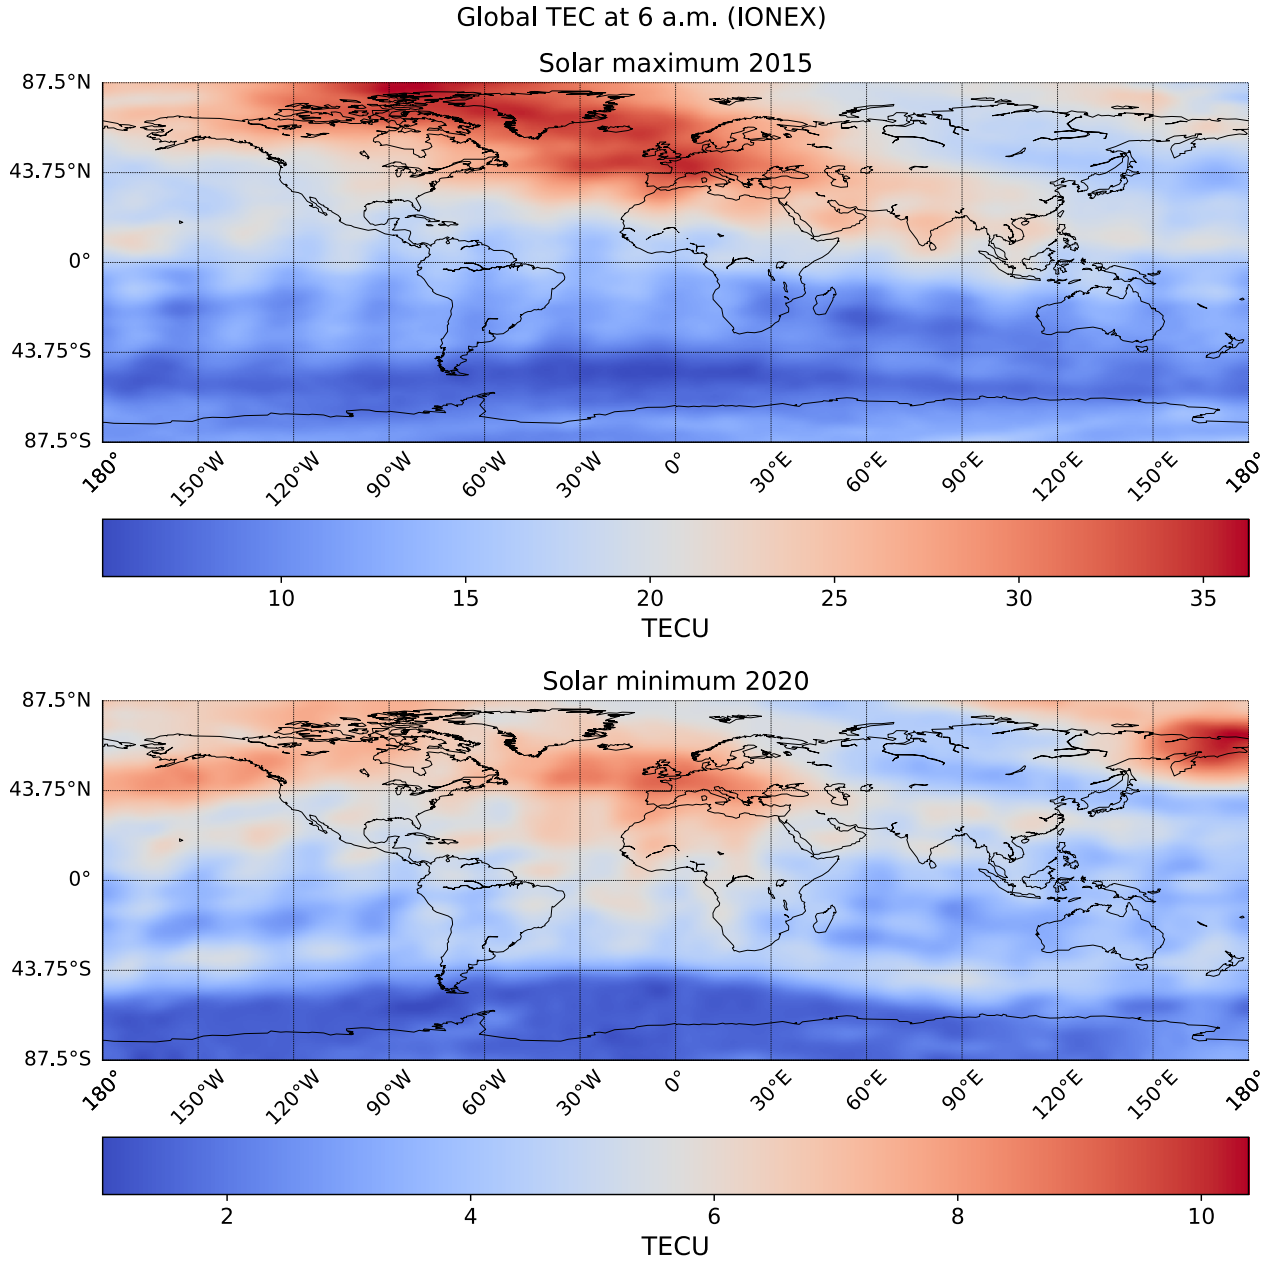 Global TEC at 6 a.m. (IONEX)
Solar maximum 2015
87.5°N
43.75°N
0°
43.75°S
87.5°S
180° 150°W 120°W 90°W 60°W 30°W 0° 30°E 60°E 90°E 120°E 150°E 180°
10 15 20 25 30 35
TECU
Solar minimum 2020
87.5°N
43.75°N
0°
43.75°S
87.5°S
180° 150°W 120°W 90°W 60°W 30°W 0° 30°E 60°E 90°E 120°E 150°E 180°
2 4 6 8 10
TECU